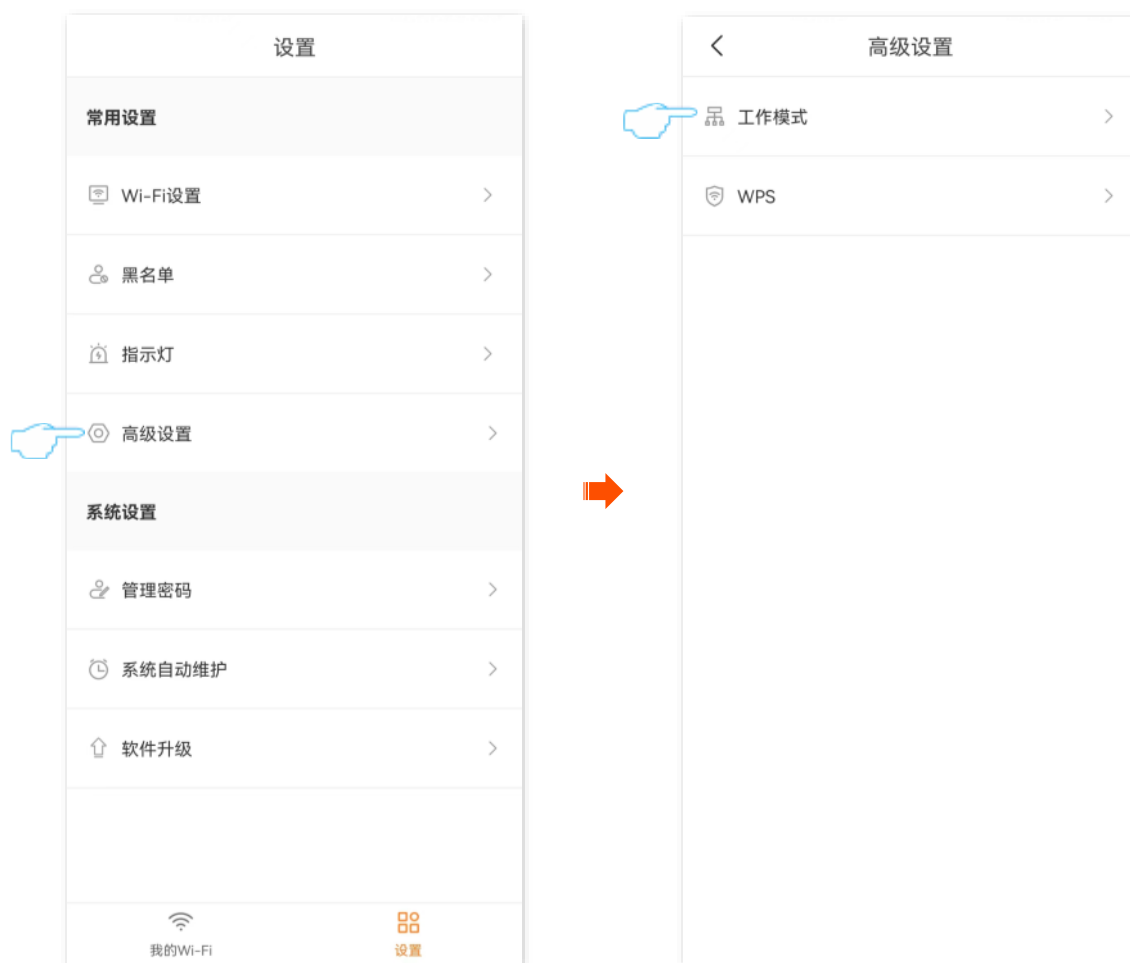 设置
常用设置
Wi-Fi设置
黑名单
指示灯
高级设置
系统设置
管理密码
系统自动维护
软件升级
我的Wi-Fi
设置
高级设置
工作模式
WPS